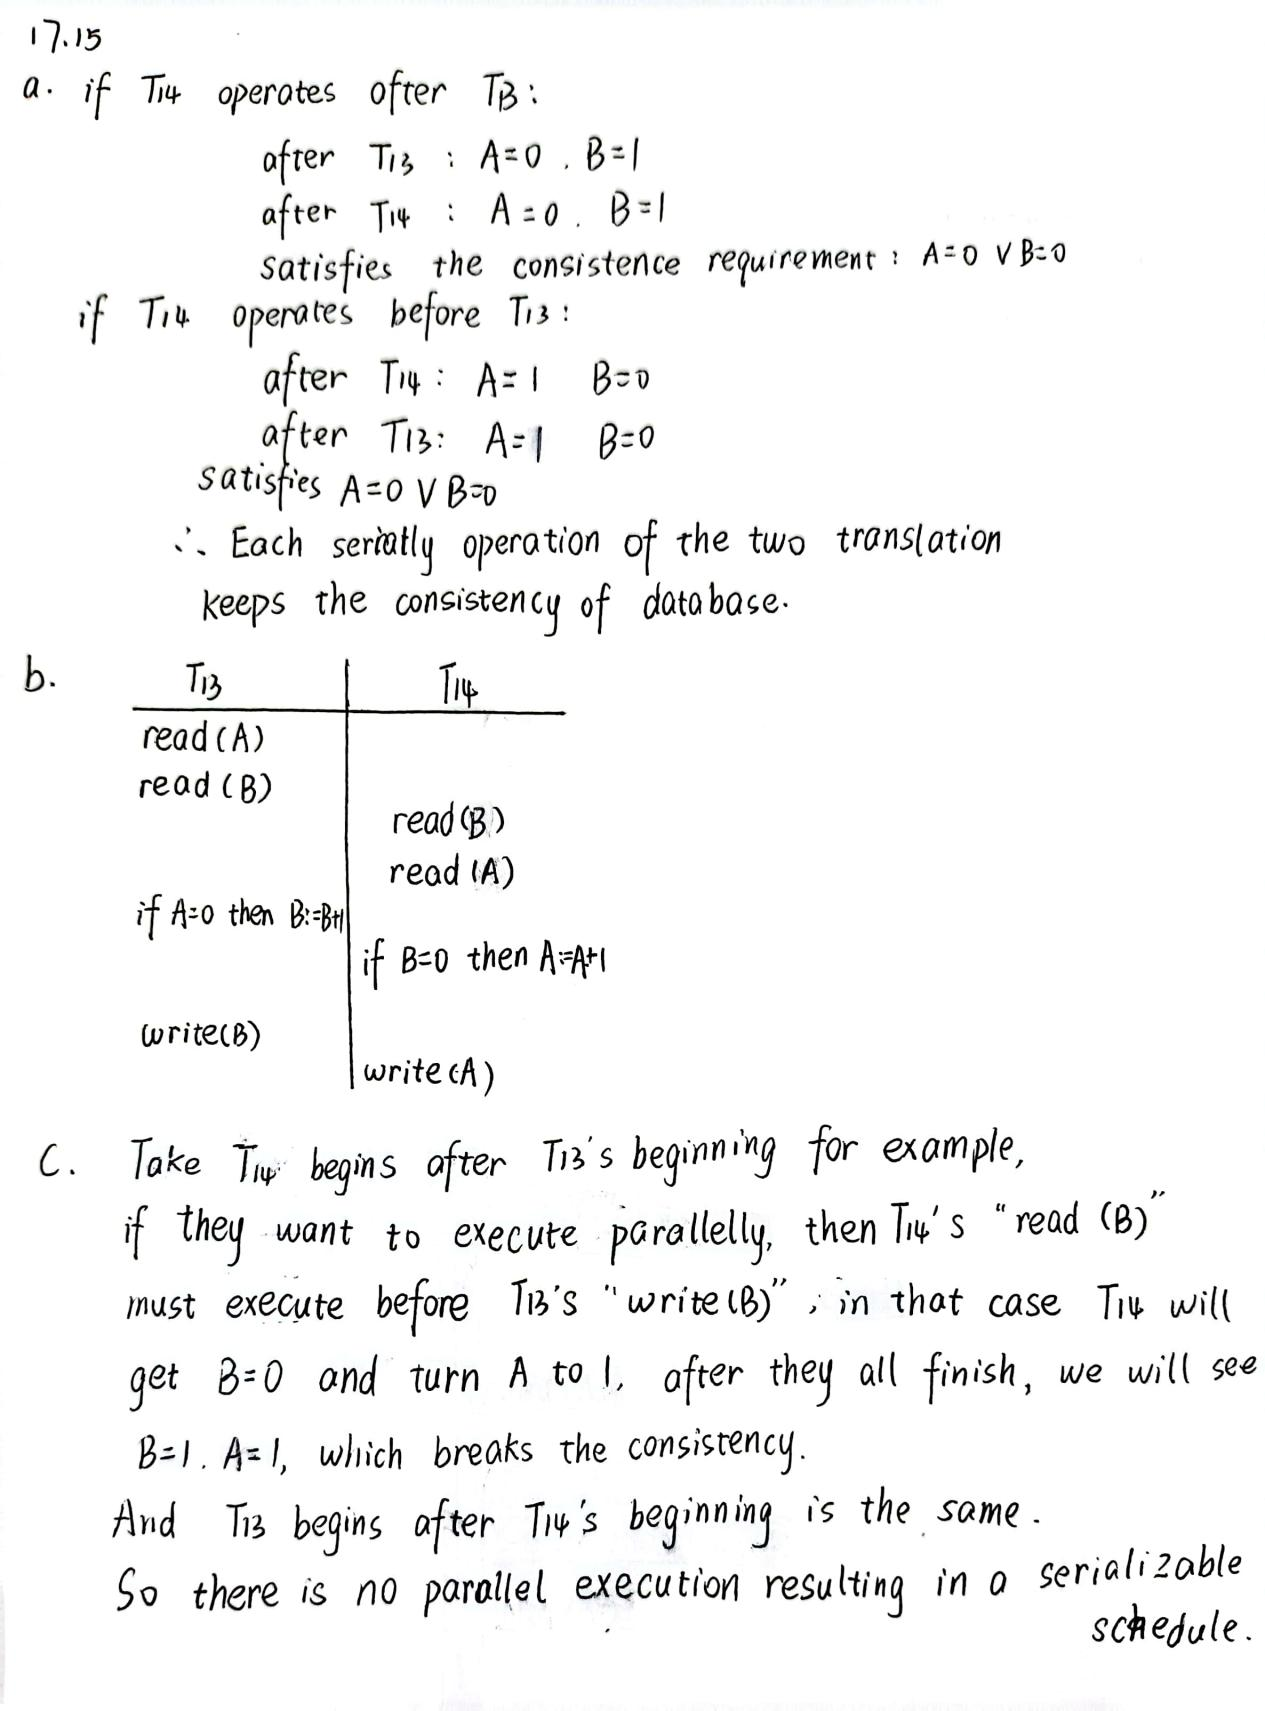 17.15
a. if T14 operates ofter T13:
after T13 : A=0 . B=1
after T14 : A=0 . B=1
satisfies the consistence requirement : A=0 ∨ B=0
if T14 operates before T13 :
after T14 : A=1 B=0
after T13: A=1 B=0
satisfies A=0 ∨ B=0
∴ Each serially operation of the two translation
keeps the consistency of database.
b. T13 T14
read (A)
read (B)
read (B)
read (A)
if A=0 then B:=B+1
if B=0 then A:=A+1
write(B)
write(A)
C. Take T14 begins after T13's beginning for example,
if they want to execute parallelly, then T14's "read (B)"
must execute before T13's "write(B)", in that case T14 will
get B=0 and turn A to 1, after they all finish, we will see
B=1. A=1, which breaks the consistency.
And T13 begins after T14's beginning is the same.
So there is no parallel execution resulting in a serializable
schedule.